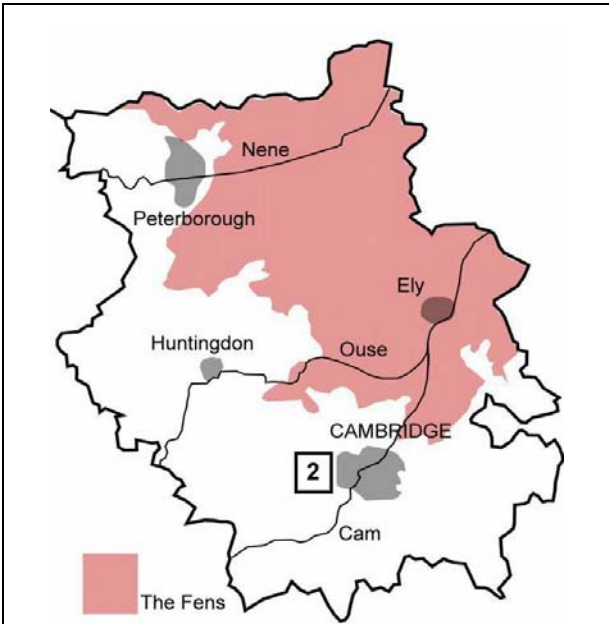 Nene
Peterborough
Ely
Huntingdon
Ouse
CAMBRIDGE
2
Cam
The Fens